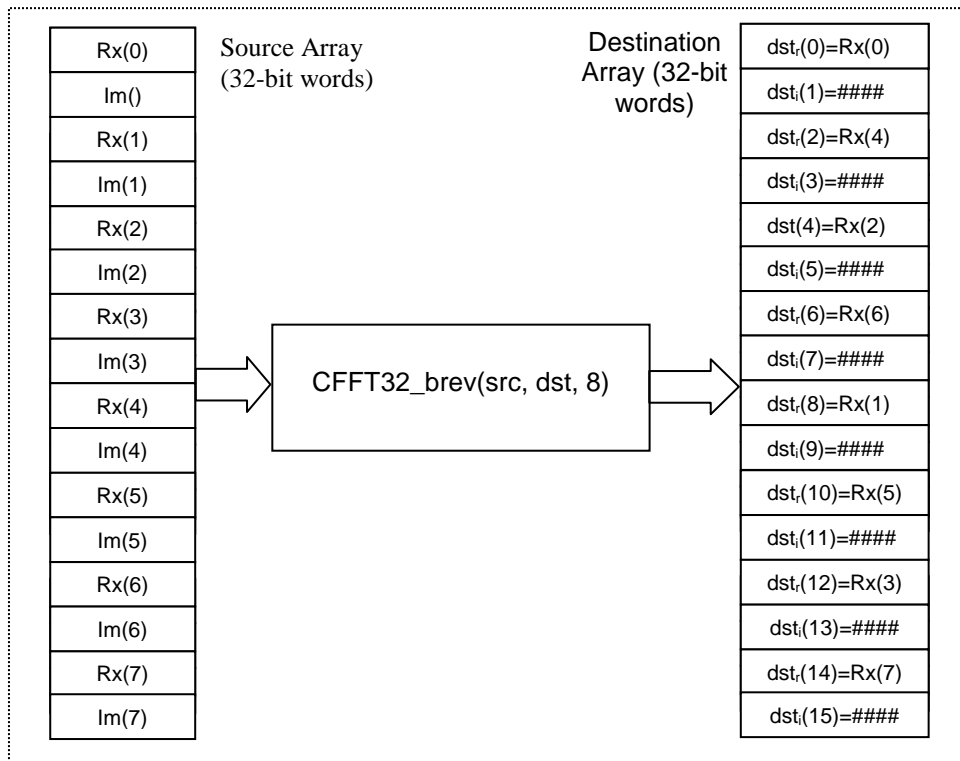 Rx(0)
Im()
Rx(1)
Im(1)
Rx(2)
Im(2)
Rx(3)
Im(3)
Rx(4)
Im(4)
Rx(5)
Im(5)
Rx(6)
Im(6)
Rx(7)
Im(7)
Source Array
(32-bit words)
CFFT32_brev(src, dst, 8)
Destination
Array (32-bit
words)
dstᵣ(0)=Rx(0)
dstᵢ(1)=####
dstᵣ(2)=Rx(4)
dstᵢ(3)=####
dst(4)=Rx(2)
dstᵢ(5)=####
dstᵣ(6)=Rx(6)
dstᵢ(7)=####
dstᵣ(8)=Rx(1)
dstᵢ(9)=####
dstᵣ(10)=Rx(5)
dstᵢ(11)=####
dstᵣ(12)=Rx(3)
dstᵢ(13)=####
dstᵣ(14)=Rx(7)
dstᵢ(15)=####